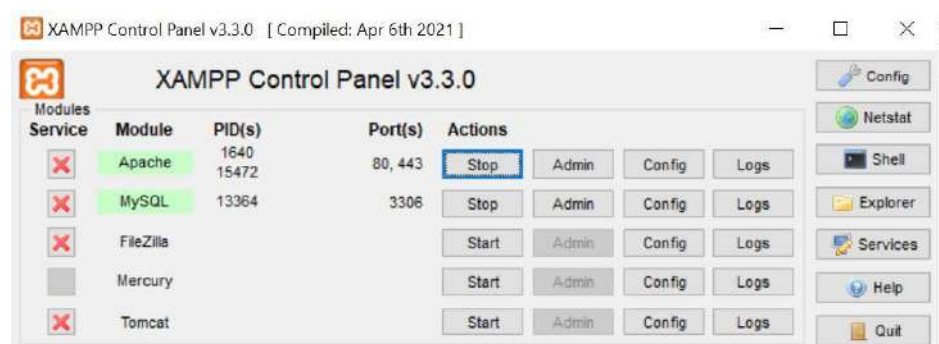 XAMPP Control Panel v3.3.0 [ Compiled: Apr 6th 2021 ]
XAMPP Control Panel v3.3.0
Config
Modules
Service Module PID(s) Port(s) Actions
Netstat
Apache 1640 15472 80, 443 Stop Admin Config Logs
Shell
MySQL 13364 3306 Stop Admin Config Logs
Explorer
FileZilla Start Admin Config Logs
Services
Mercury Start Admin Config Logs
Help
Tomcat Start Admin Config Logs
Quit